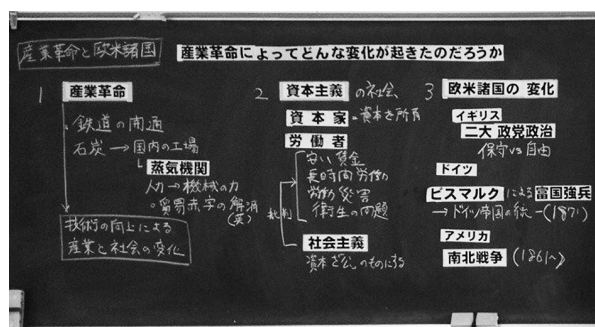 産業革命と欧米諸国
産業革命によってどんな変化が起きたのだろうか
1 産業革命
・鉄道の開通
石炭→国内の工場
蒸気機関
人力→機械の力
・貿易赤字の解消
(英)
技術の向上による
産業と社会の変化
2 資本主義の社会
資本家=資本を所有
労働者
安い賃金
長時間労働
労働災害
衛生の問題
批判
社会主義
資本を公のものにする
3 欧米諸国の変化
イギリス
二大政党政治
保守vs自由
ドイツ
ビスマルクによる富国強兵
→ドイツ帝国の統一(1871)
アメリカ
南北戦争(1861〜)